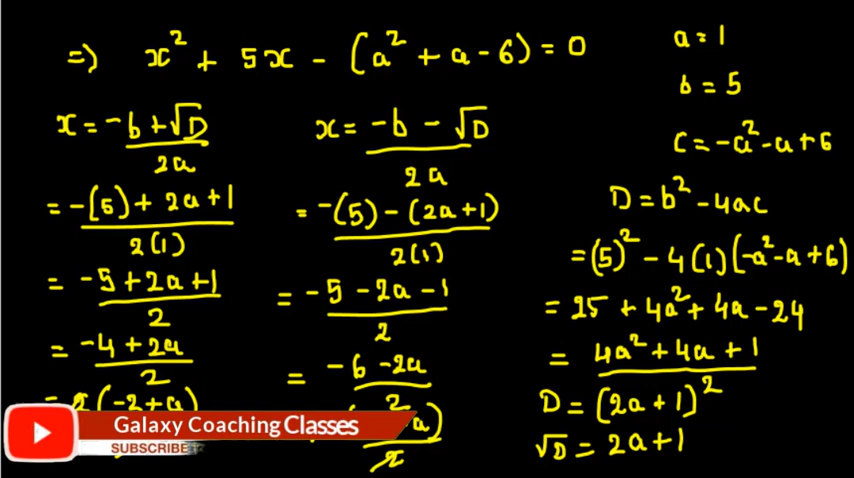 =) x² + 5x - (a² + a - 6) = 0
x = -b + √D / 2a
= -(5) + 2a + 1 / 2(1)
= -5 + 2a + 1 / 2
= -4 + 2a / 2
= 2(-2 + a)
x = -b - √D / 2a
= -(5) - (2a + 1) / 2(1)
= -5 - 2a - 1 / 2
= -6 - 2a / 2
a) / 2
a = 1
b = 5
C = -a² - a + 6
D = b² - 4ac
= (5)² - 4(1)(-a² - a + 6)
= 25 + 4a² + 4a - 24
= 4a² + 4a + 1
D = (2a + 1)²
√D = 2a + 1
Galaxy Coaching Classes
SUBSCRIBE